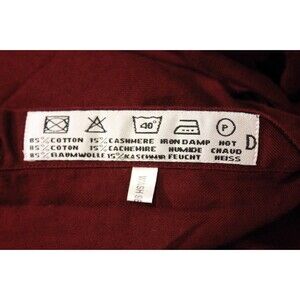 40°
P
85% COTTON 15% CASHMERE IRON DAMP HOT
85% COTON 15% CACHEMIRE HUMIDE CHAUD
85% BAUMWOLLE 15% KASCHMIR FEUCHT HEISS
D